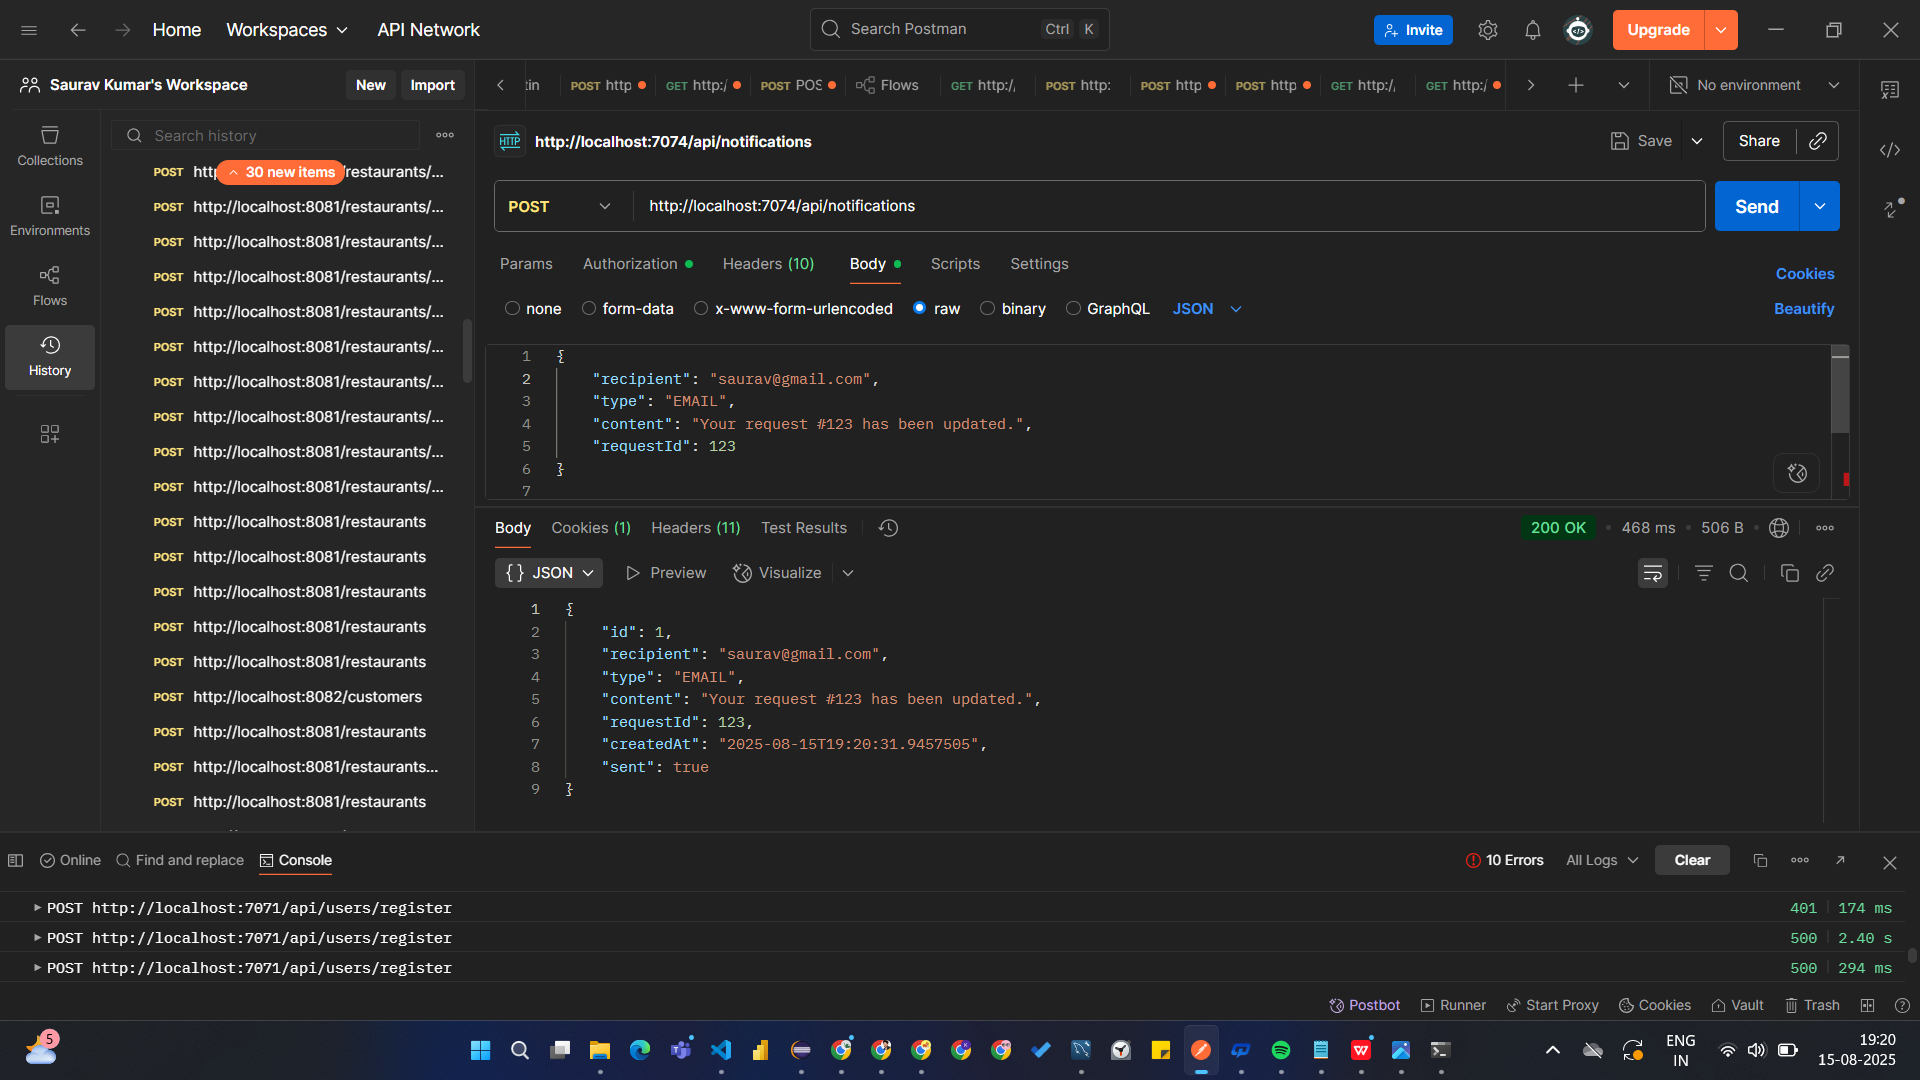 Home
Workspaces
API Network
Search Postman
Ctrl
K
Invite
Upgrade
Saurav Kumar's Workspace
New
Import
tin
POST http
GET http:/
POST POS
Flows
GET http:/
POST http:
POST http
POST http
GET http:/
GET http:/
No environment
Collections
Environments
Flows
History
Search history
30 new items
POST /restaurants/...
POST http://localhost:8081/restaurants/...
POST http://localhost:8081/restaurants/...
POST http://localhost:8081/restaurants/...
POST http://localhost:8081/restaurants/...
POST http://localhost:8081/restaurants/...
POST http://localhost:8081/restaurants/...
POST http://localhost:8081/restaurants/...
POST http://localhost:8081/restaurants/...
POST http://localhost:8081/restaurants/...
POST http://localhost:8081/restaurants
POST http://localhost:8081/restaurants
POST http://localhost:8081/restaurants
POST http://localhost:8081/restaurants
POST http://localhost:8081/restaurants
POST http://localhost:8082/customers
POST http://localhost:8081/restaurants
POST http://localhost:8081/restaurants...
POST http://localhost:8081/restaurants
HTTP http://localhost:7074/api/notifications
Save
Share
POST
http://localhost:7074/api/notifications
Send
Params
Authorization
Headers (10)
Body
Scripts
Settings
Cookies
none
form-data
x-www-form-urlencoded
raw
binary
GraphQL
JSON
Beautify
1 {
2 "recipient": "saurav@gmail.com",
3 "type": "EMAIL",
4 "content": "Your request #123 has been updated.",
5 "requestId": 123
6 }
7
Body
Cookies (1)
Headers (11)
Test Results
200 OK
468 ms
506 B
{} JSON
Preview
Visualize
1 {
2 "id": 1,
3 "recipient": "saurav@gmail.com",
4 "type": "EMAIL",
5 "content": "Your request #123 has been updated.",
6 "requestId": 123,
7 "createdAt": "2025-08-15T19:20:31.9457505",
8 "sent": true
9 }
Online
Find and replace
Console
10 Errors
All Logs
Clear
POST http://localhost:7071/api/users/register 401 174 ms
POST http://localhost:7071/api/users/register 500 2.40 s
POST http://localhost:7071/api/users/register 500 294 ms
Postbot
Runner
Start Proxy
Cookies
Vault
Trash
5
ENG
IN
19:20
15-08-2025